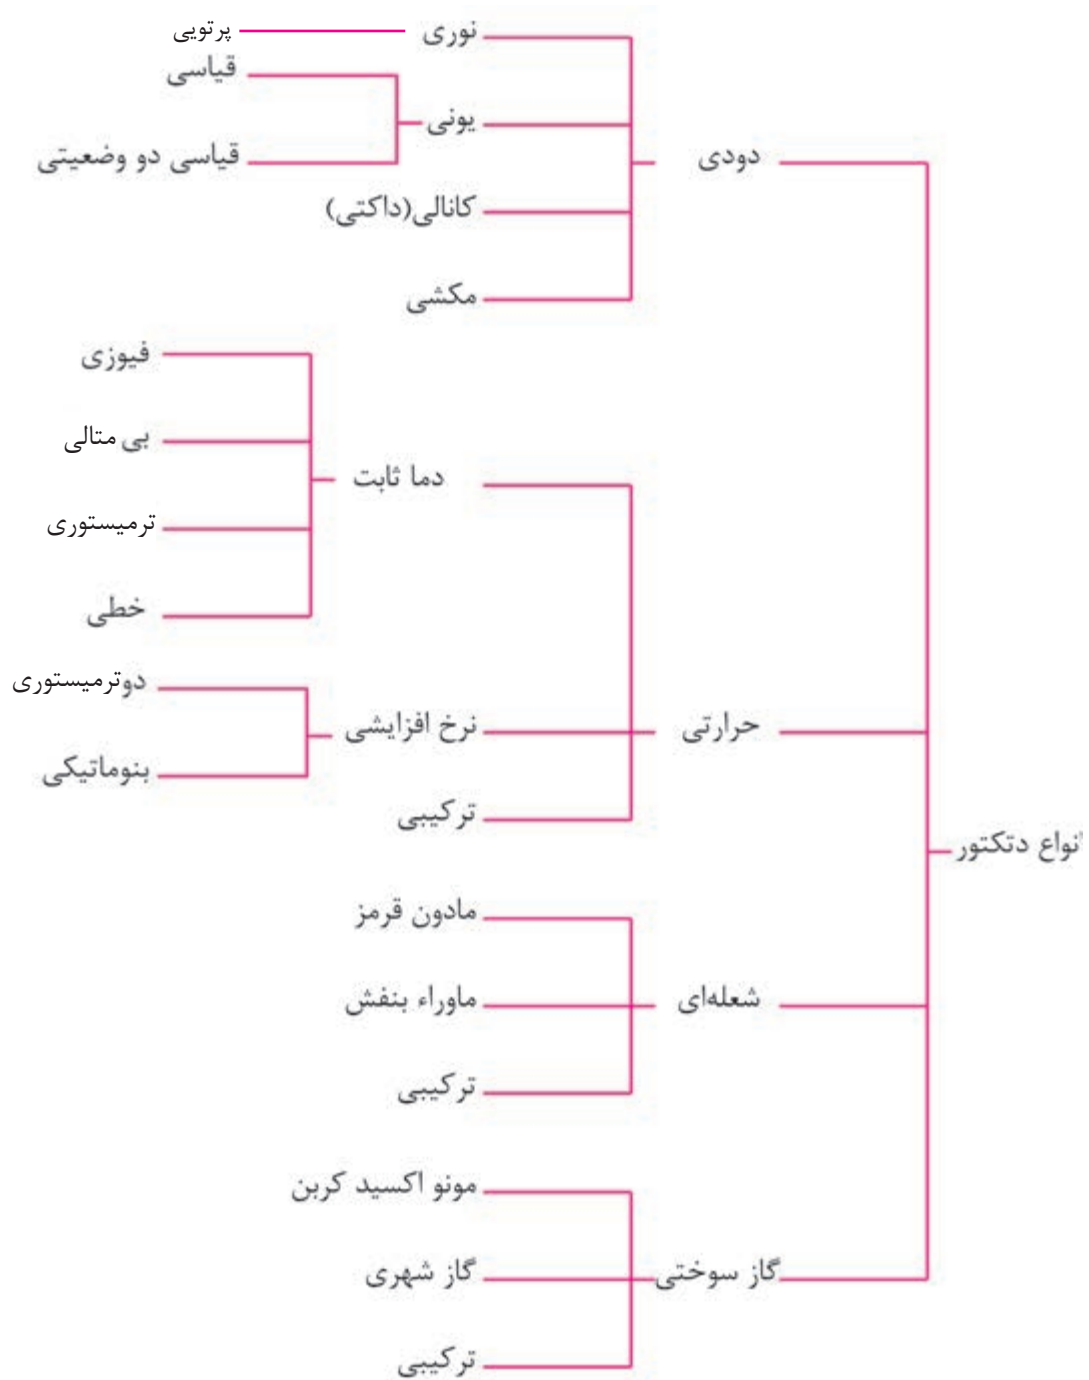 انواع دتکتور
دودی
نوری
پرتویی
یونی
قیاسی
قیاسی دو وضعیتی
کانالی(داکتی)
مکشی
حرارتی
دما ثابت
فیوزی
بی متالی
ترمیستوری
خطی
نرخ افزایشی
دوترمیستوری
بنوماتیکی
ترکیبی
شعله‌ای
مادون قرمز
ماوراء بنفش
ترکیبی
گاز سوختی
مونو اکسید کربن
گاز شهری
ترکیبی